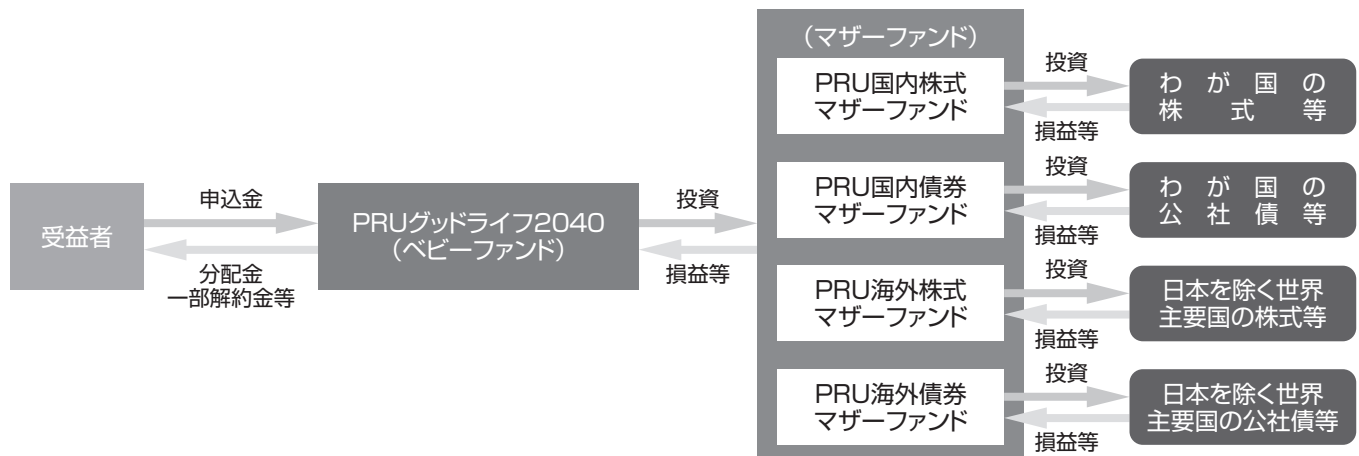 受益者
申込金
分配金
一部解約金等
PRUグッドライフ2040
(ベビーファンド)
投資
損益等
(マザーファンド)
PRU国内株式
マザーファンド
投資
損益等
わが国の
株式等
PRU国内債券
マザーファンド
投資
損益等
わが国の
公社債等
PRU海外株式
マザーファンド
投資
損益等
日本を除く世界
主要国の株式等
PRU海外債券
マザーファンド
投資
損益等
日本を除く世界
主要国の公社債等